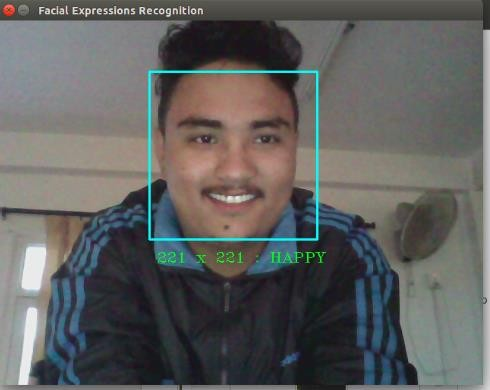 Facial Expressions Recognition
221 x 221 : HAPPY